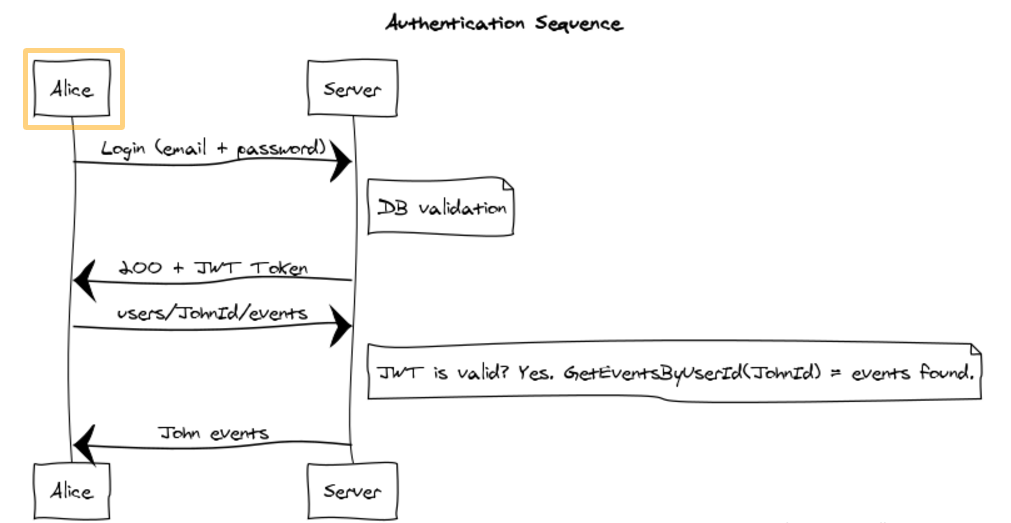 Authentication Sequence
Alice
Server
Login (email + password)
DB validation
200 + JWT Token
users/JohnId/events
JWT is valid? Yes. GetEventsByUserId(JohnId) = events found.
John events
Alice
Server